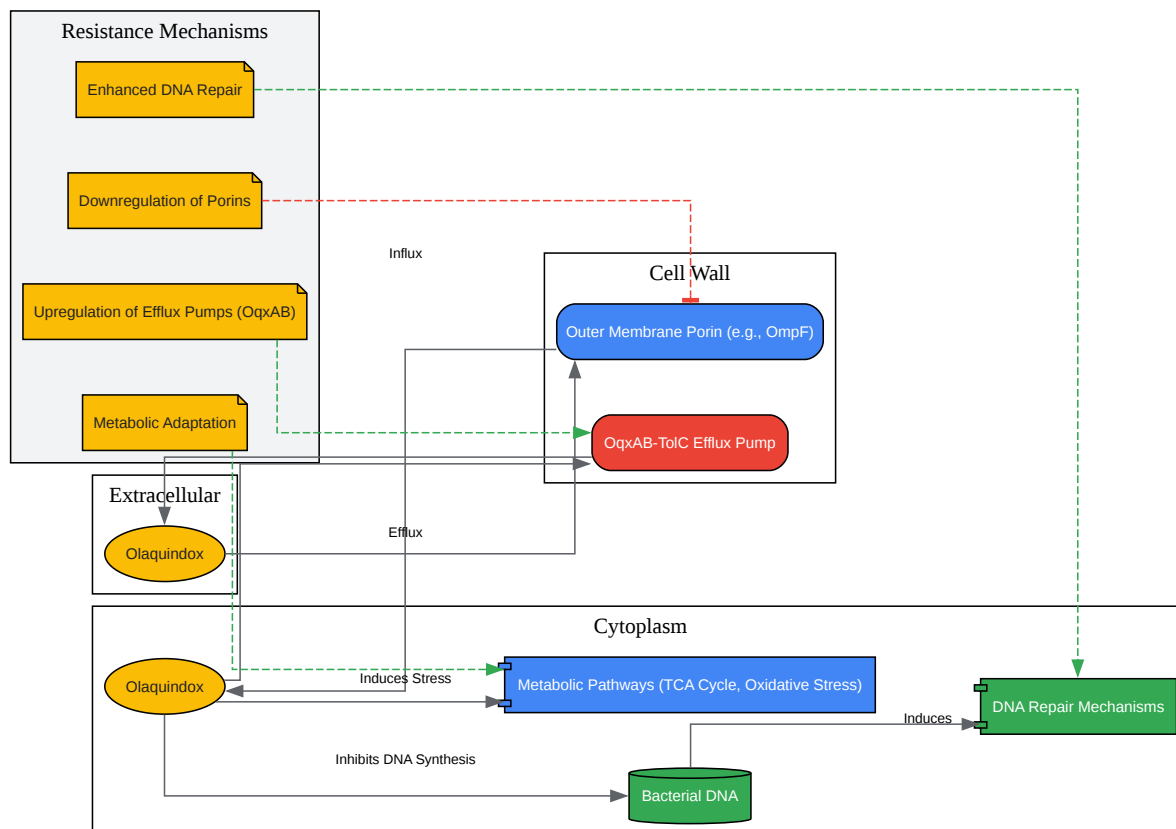 Resistance Mechanisms
Enhanced DNA Repair
Downregulation of Porins
Influx
Cell Wall
Upregulation of Efflux Pumps (OqxAB)
Outer Membrane Porin (e.g., OmpF)
Metabolic Adaptation
OqxAB-TolC Efflux Pump
Extracellular
Efflux
Olaquindox
Cytoplasm
Olaquindox
Induces Stress
Metabolic Pathways (TCA Cycle, Oxidative Stress)
DNA Repair Mechanisms
Induces
Inhibits DNA Synthesis
Bacterial DNA